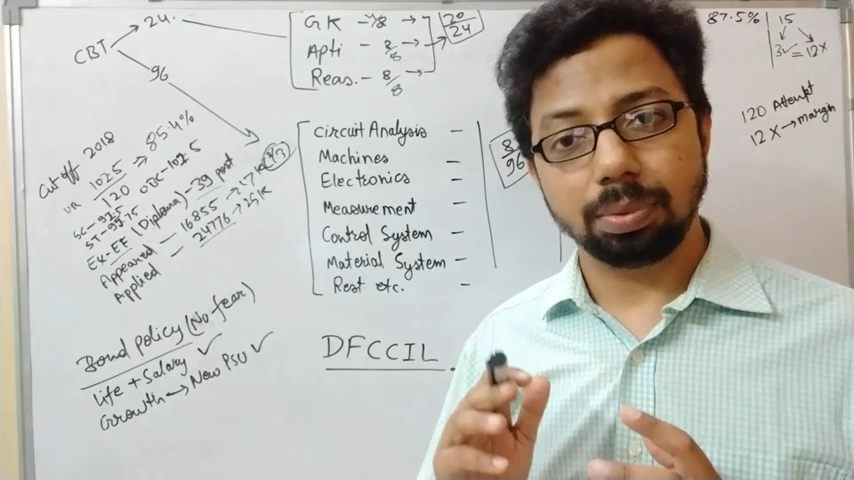 CBT
24.
96
GK - 8 →
Apti - 8/8 →
Reas. - 8/8 →
20/24
87.5%
15
3✓ = 12x
120 Attempt
12 X → margin
Cut off 2018
UR 102.5 → 85.4%
120
SC - 97.5 OBC - 102.5
ST - 99.75
EX-EE (Diploma) - 39 post
Appeared - 16855 → 17K
Applied - 24776 → 25K
Circuit Analysis -
Machines -
Electronics -
Measurement -
Control System -
Material System -
Rest etc. -
8
96
Bond policy (No fear)
life + Salary ✓
Growth → New PSU ✓
DFCCIL